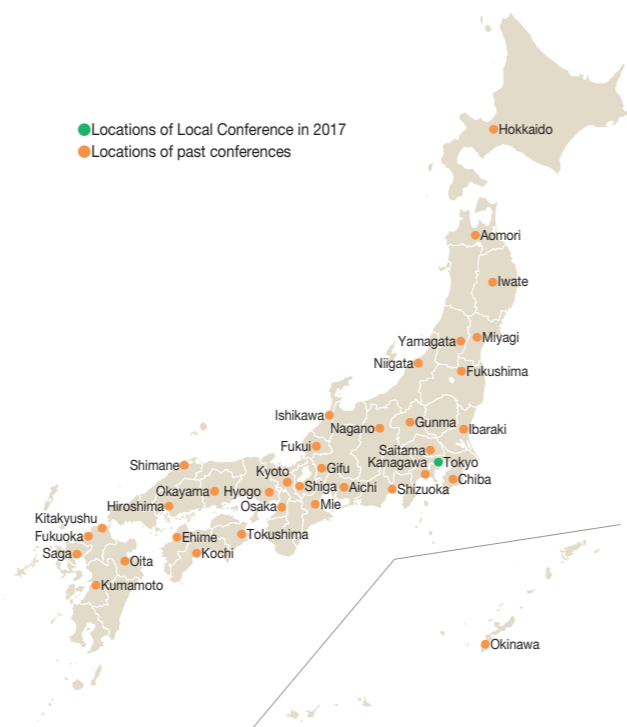 Locations of Local Conference in 2017
Locations of past conferences
Hokkaido
Aomori
Iwate
Miyagi
Yamagata
Niigata
Fukushima
Ishikawa
Gunma
Nagano
Ibaraki
Fukui
Saitama
Kanagawa
Tokyo
Shimane
Kyoto
Gifu
Chiba
Okayama
Hyogo
Shiga
Aichi
Shizuoka
Hiroshima
Osaka
Mie
Kitakyushu
Fukuoka
Ehime
Tokushima
Saga
Kochi
Oita
Kumamoto
Okinawa